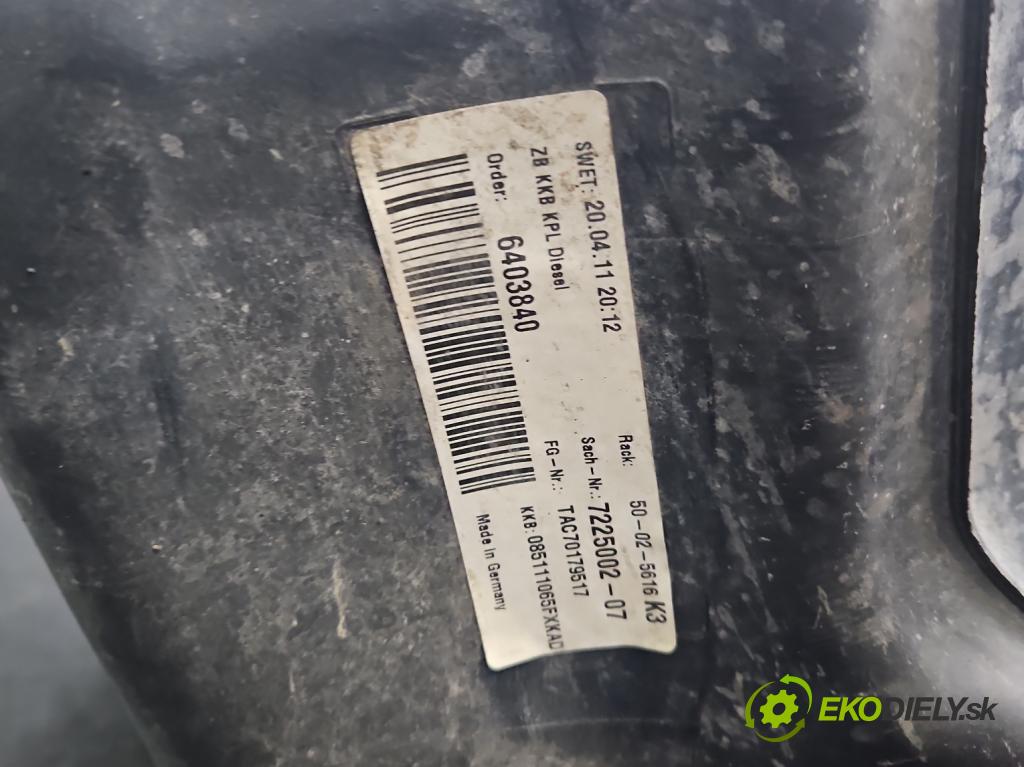 SWET: 20.04.11 20:12
Rack: 50-02-5616 K3
ZB KKB KPL Diesel
Sach-Nr.: 7225002-07
Order: 6403840
FG-Nr.: TAC70179517
KKB: 085111065FXKAD
Made in Germany
EKODIELY.sk